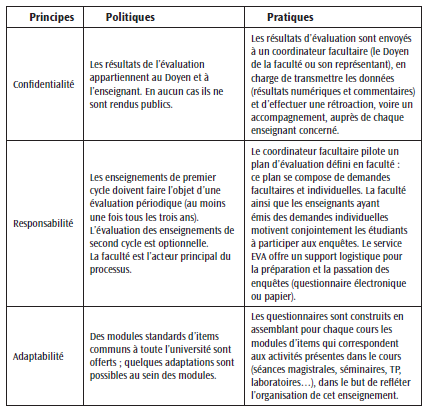 Principes
Politiques
Pratiques
Confidentialité
Les résultats de l'évaluation
appartiennent au Doyen et à
l'enseignant. En aucun cas ils ne
sont rendus publics.
Les résultats d'évaluation sont envoyés
à un coordinateur facultaire (le Doyen
de la faculté ou son représentant), en
charge de transmettre les données
(résultats numériques et commentaires)
et d'effectuer une rétroaction, voire un
accompagnement, auprès de chaque
enseignant concerné.
Responsabilité
Les enseignements de premier
cycle doivent faire l'objet d'une
évaluation périodique (au moins
une fois tous les trois ans).
L'évaluation des enseignements de
second cycle est optionnelle.
La faculté est l'acteur principal du
processus.
Le coordinateur facultaire pilote un
plan d'évaluation défini en faculté :
ce plan se compose de demandes
facultaires et individuelles. La faculté
ainsi que les enseignants ayant
émis des demandes individuelles
motivent conjointement les étudiants
à participer aux enquêtes. Le service
EVA offre un support logistique pour
la préparation et la passation des
enquêtes (questionnaire électronique
ou papier).
Adaptabilité
Des modules standards d'items
communs à toute l'université sont
offerts ; quelques adaptations sont
possibles au sein des modules.
Les questionnaires sont construits en
assemblant pour chaque cours les
modules d'items qui correspondent
aux activités présentes dans le cours
(séances magistrales, séminaires, TP,
laboratoires…), dans le but de refléter
l'organisation de cet enseignement.